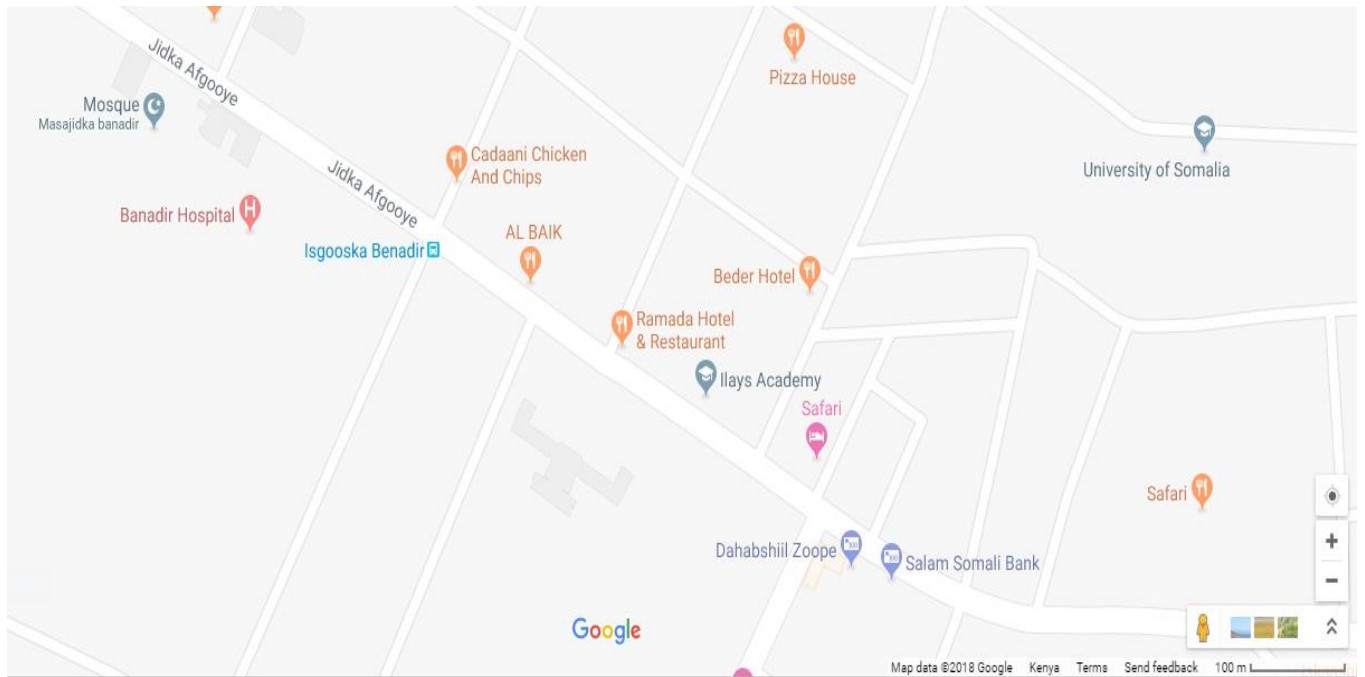 Jidka Afgooye
Pizza House
Mosque
Masajidka banadir
Cadaani Chicken
And Chips
University of Somalia
Jidka Afgooye
Banadir Hospital
Isgooska Benadir
AL BAIK
Beder Hotel
Ramada Hotel
& Restaurant
Ilays Academy
Safari
Safari
Dahabshiil Zoope
Salam Somali Bank
Google
Map data ©2018 Google Kenya Terms Send feedback 100 m